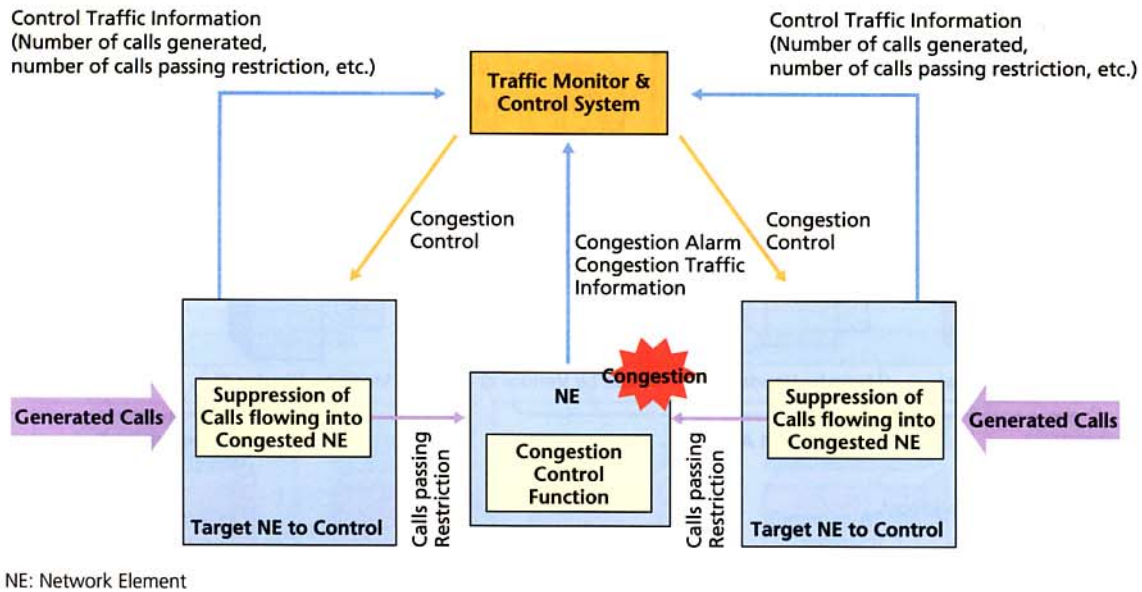 Control Traffic Information
(Number of calls generated,
number of calls passing restriction, etc.)
Control Traffic Information
(Number of calls generated,
number of calls passing restriction, etc.)
Traffic Monitor &
Control System
Congestion
Control
Congestion Alarm
Congestion Traffic
Information
Congestion
Control
Generated Calls
Suppression of
Calls flowing into
Congested NE
Target NE to Control
Calls passing
Restriction
NE
Congestion
Congestion
Control
Function
Calls passing
Restriction
Suppression of
Calls flowing into
Congested NE
Target NE to Control
Generated Calls
NE: Network Element